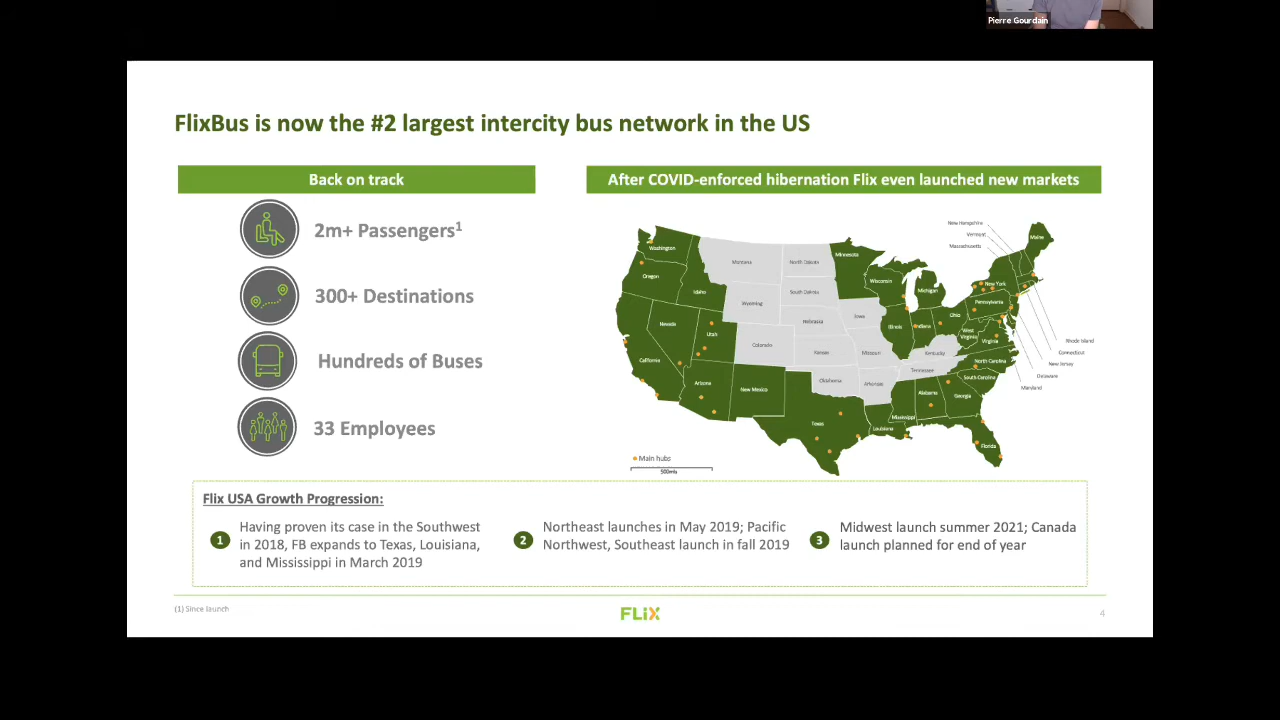 Pierre Gourdain
FlixBus is now the #2 largest intercity bus network in the US
Back on track
2m+ Passengers¹
300+ Destinations
Hundreds of Buses
33 Employees
After COVID-enforced hibernation Flix even launched new markets
New Hampshire
Vermont
Massachusetts
Maine
Washington
Montana
North Dakota
Minnesota
Oregon
Idaho
Wyoming
South Dakota
Wisconsin
Michigan
New York
Nevada
Utah
Colorado
Nebraska
Iowa
Illinois
Indiana
Ohio
Pennsylvania
West
Virginia
Virginia
California
Kansas
Missouri
Kentucky
Rhode Island
Connecticut
New Jersey
Delaware
Maryland
Arizona
New Mexico
Oklahoma
Arkansas
Tennessee
North Carolina
South Carolina
Texas
Louisiana
Mississippi
Alabama
Georgia
Florida
Main hubs
500mls
Flix USA Growth Progression:
1
Having proven its case in the Southwest
in 2018, FB expands to Texas, Louisiana,
and Mississippi in March 2019
2
Northeast launches in May 2019; Pacific
Northwest, Southeast launch in fall 2019
3
Midwest launch summer 2021; Canada
launch planned for end of year
(1) Since launch
FLiX
4